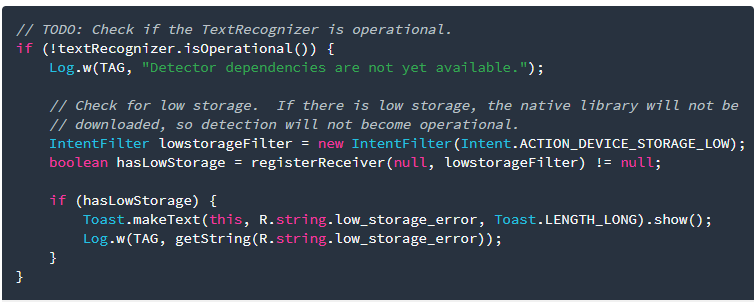 // TODO: Check if the TextRecognizer is operational.
if (!textRecognizer.isOperational()) {
    Log.w(TAG, "Detector dependencies are not yet available.");

    // Check for low storage.  If there is low storage, the native library will not be
    // downloaded, so detection will not become operational.
    IntentFilter lowstorageFilter = new IntentFilter(Intent.ACTION_DEVICE_STORAGE_LOW);
    boolean hasLowStorage = registerReceiver(null, lowstorageFilter) != null;

    if (hasLowStorage) {
        Toast.makeText(this, R.string.low_storage_error, Toast.LENGTH_LONG).show();
        Log.w(TAG, getString(R.string.low_storage_error));
    }
}